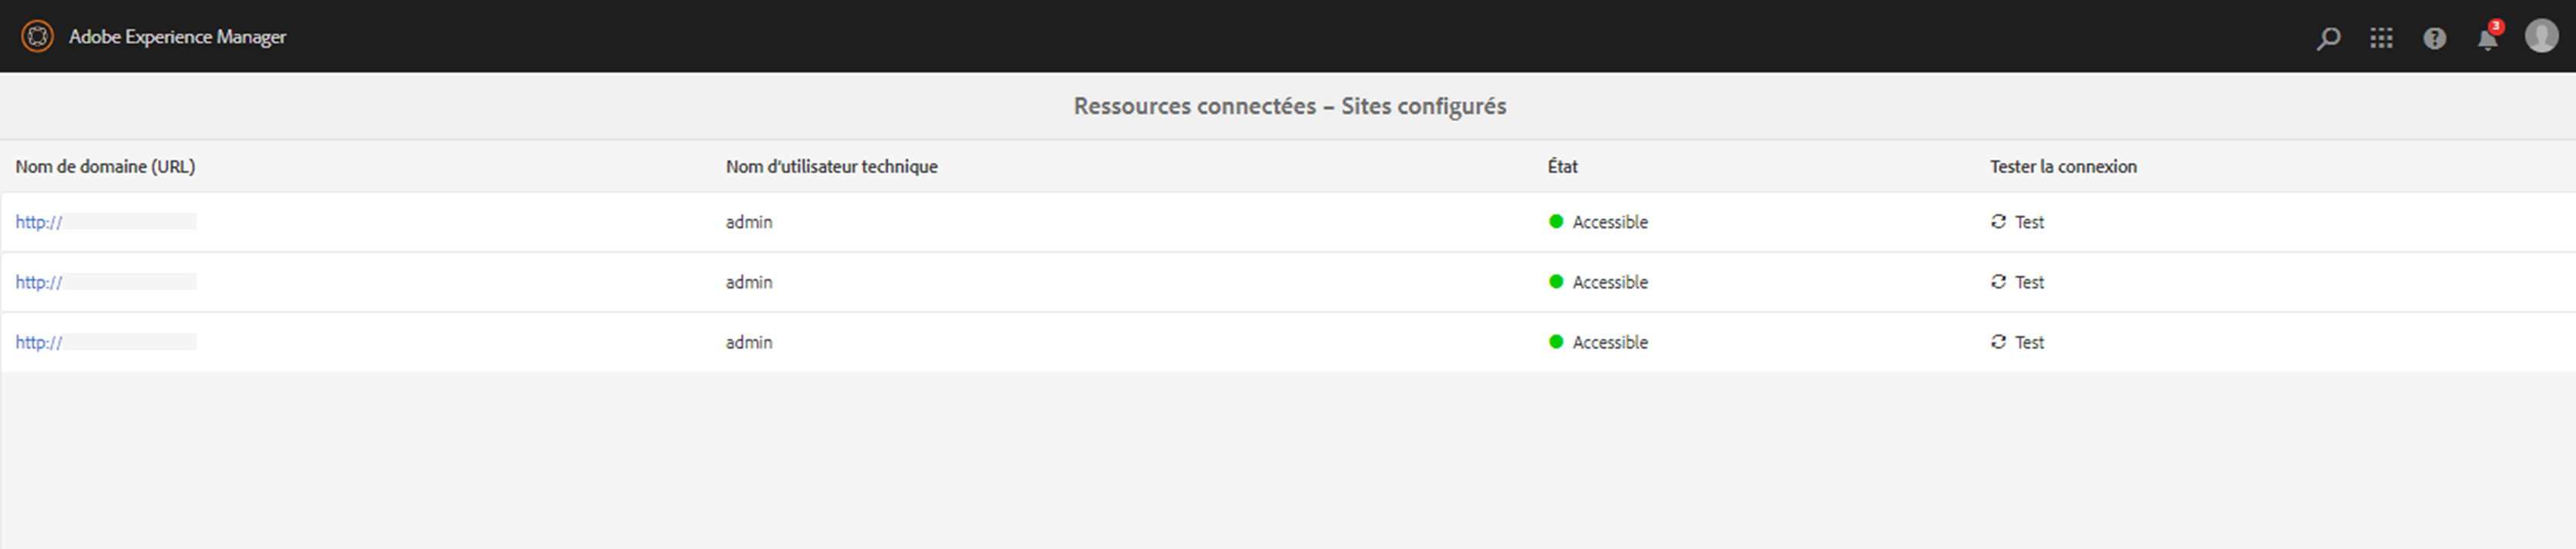 Adobe Experience Manager
3
Ressources connectées – Sites configurés
Nom de domaine (URL) Nom d'utilisateur technique État Tester la connexion
http:// admin Accessible Test
http:// admin Accessible Test
http:// admin Accessible Test